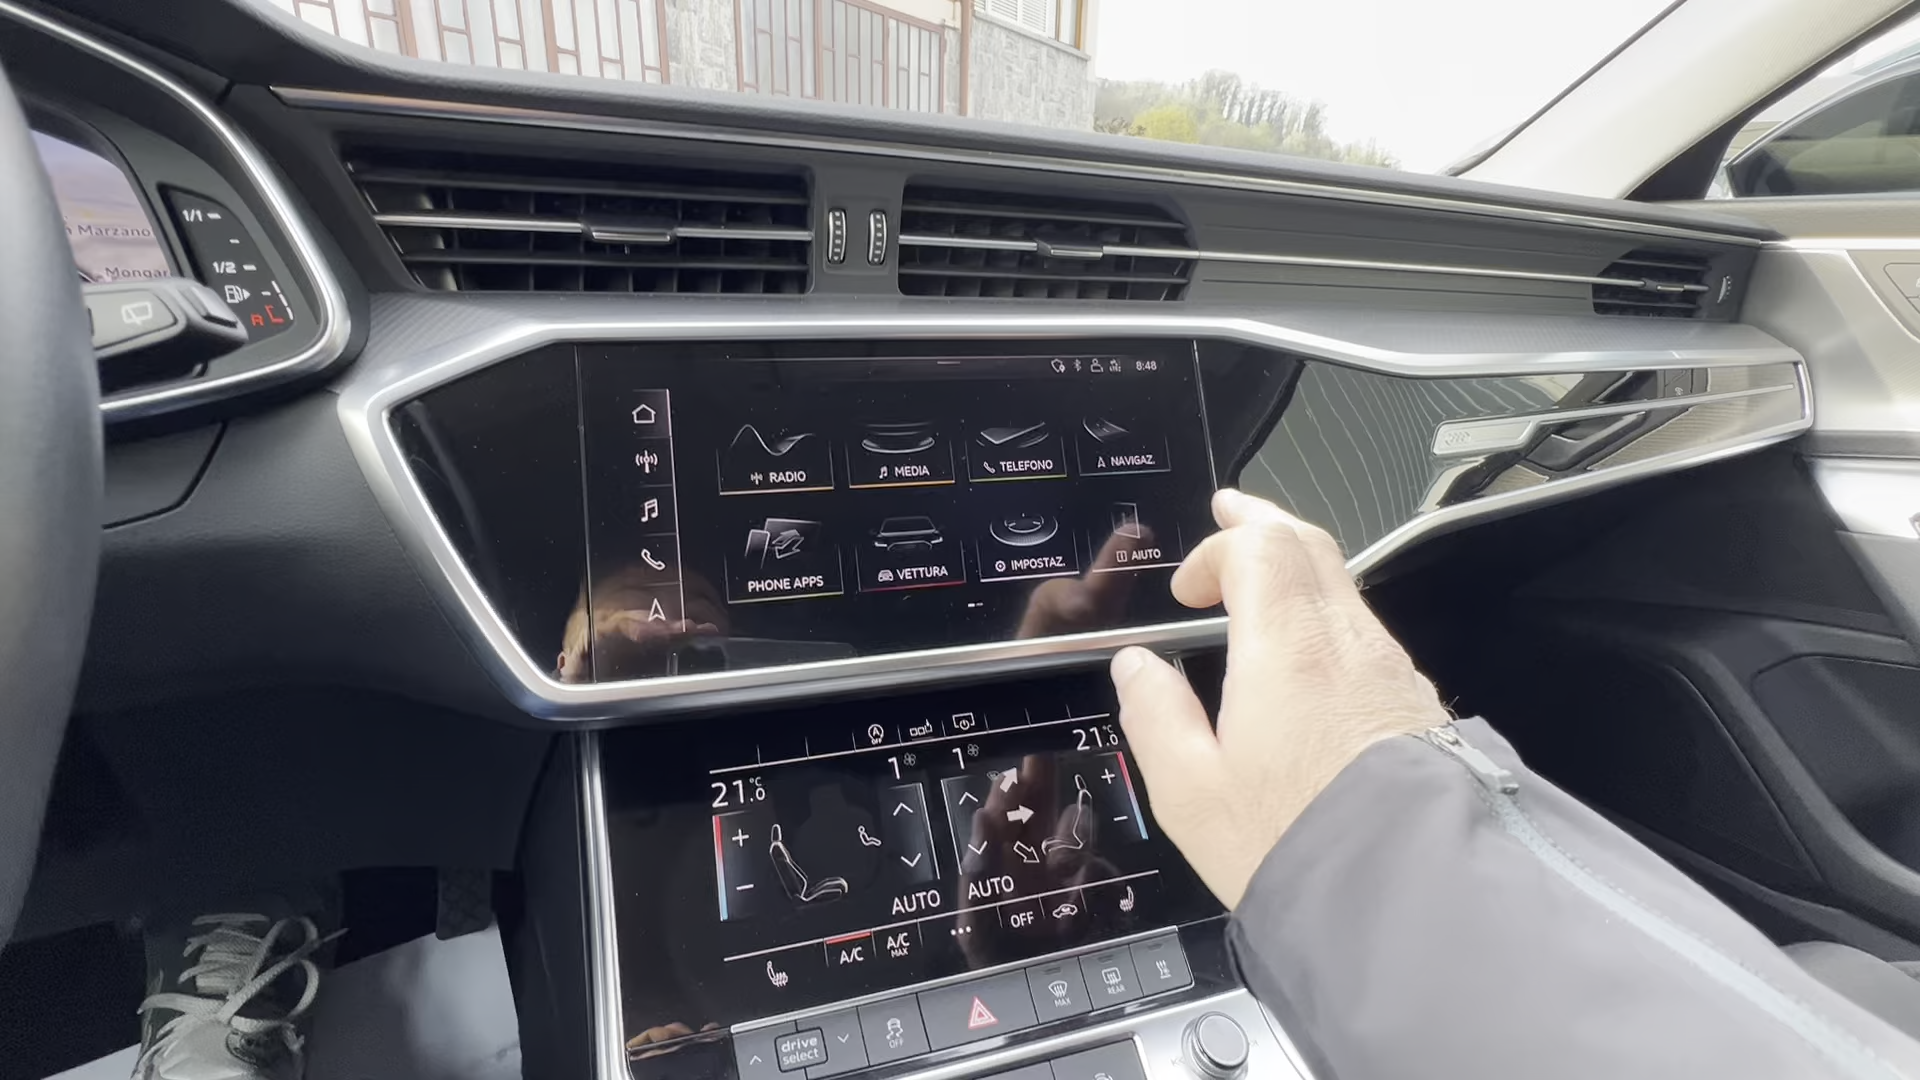 1/1
1/2
R
Marzano
Mongar
8:48
RADIO
MEDIA
TELEFONO
NAVIGAZ.
PHONE APPS
VETTURA
IMPOSTAZ.
AIUTO
21.0 °C
1
1
21.0 °C
AUTO
AUTO
A/C
A/C MAX
OFF
drive select
OFF
MAX
REAR